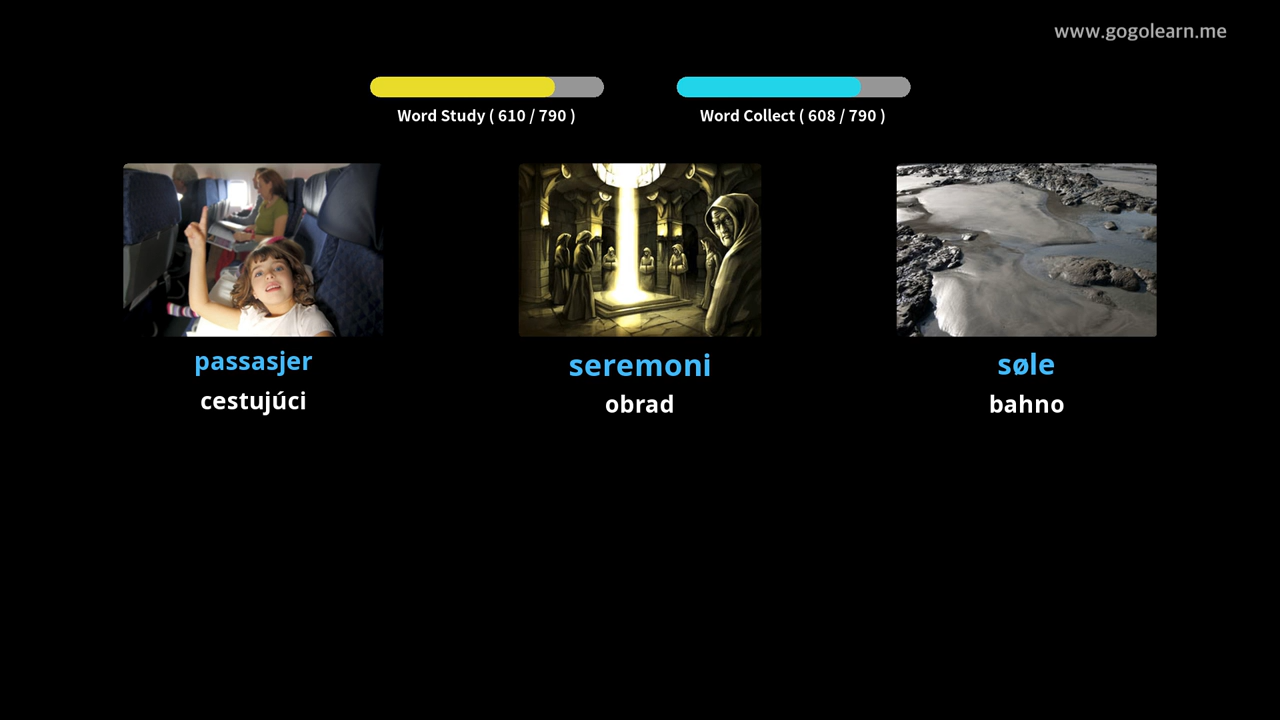 www.gogolearn.me
Word Study ( 610 / 790 )
Word Collect ( 608 / 790 )
passasjer
cestujúci
seremoni
obrad
søle
bahno